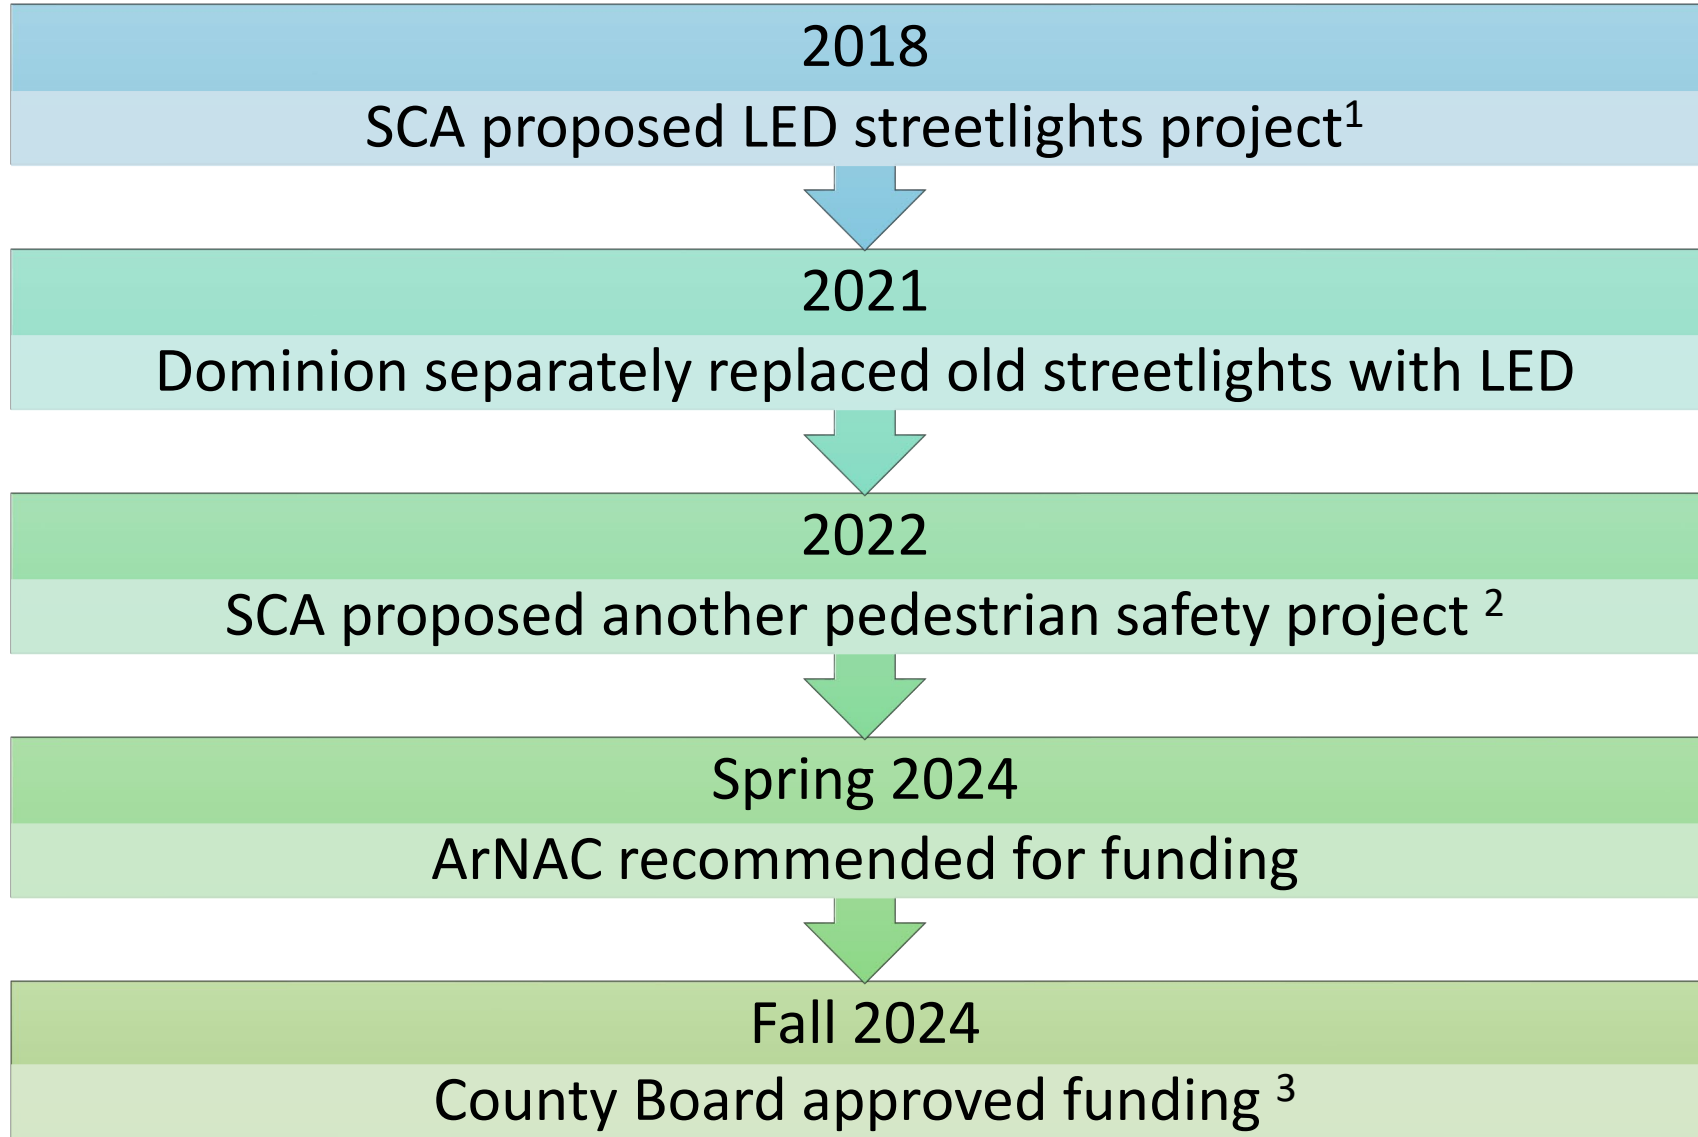 2018
SCA proposed LED streetlights project¹
2021
Dominion separately replaced old streetlights with LED
2022
SCA proposed another pedestrian safety project ²
Spring 2024
ArNAC recommended for funding
Fall 2024
County Board approved funding ³